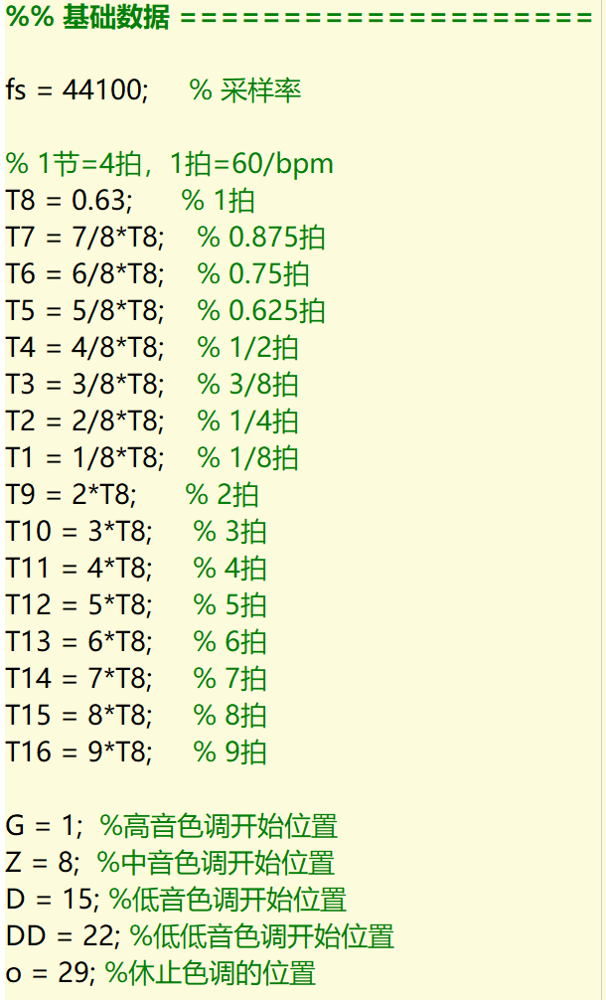 %% 基础数据 ====================
fs = 44100;     % 采样率
% 1节=4拍，1拍=60/bpm
T8 = 0.63;      % 1拍
T7 = 7/8*T8;    % 0.875拍
T6 = 6/8*T8;    % 0.75拍
T5 = 5/8*T8;    % 0.625拍
T4 = 4/8*T8;    % 1/2拍
T3 = 3/8*T8;    % 3/8拍
T2 = 2/8*T8;    % 1/4拍
T1 = 1/8*T8;    % 1/8拍
T9 = 2*T8;      % 2拍
T10 = 3*T8;     % 3拍
T11 = 4*T8;     % 4拍
T12 = 5*T8;     % 5拍
T13 = 6*T8;     % 6拍
T14 = 7*T8;     % 7拍
T15 = 8*T8;     % 8拍
T16 = 9*T8;     % 9拍
G = 1;  %高音色调开始位置
Z = 8;  %中音色调开始位置
D = 15; %低音色调开始位置
DD = 22; %低低音色调开始位置
o = 29; %休止色调的位置